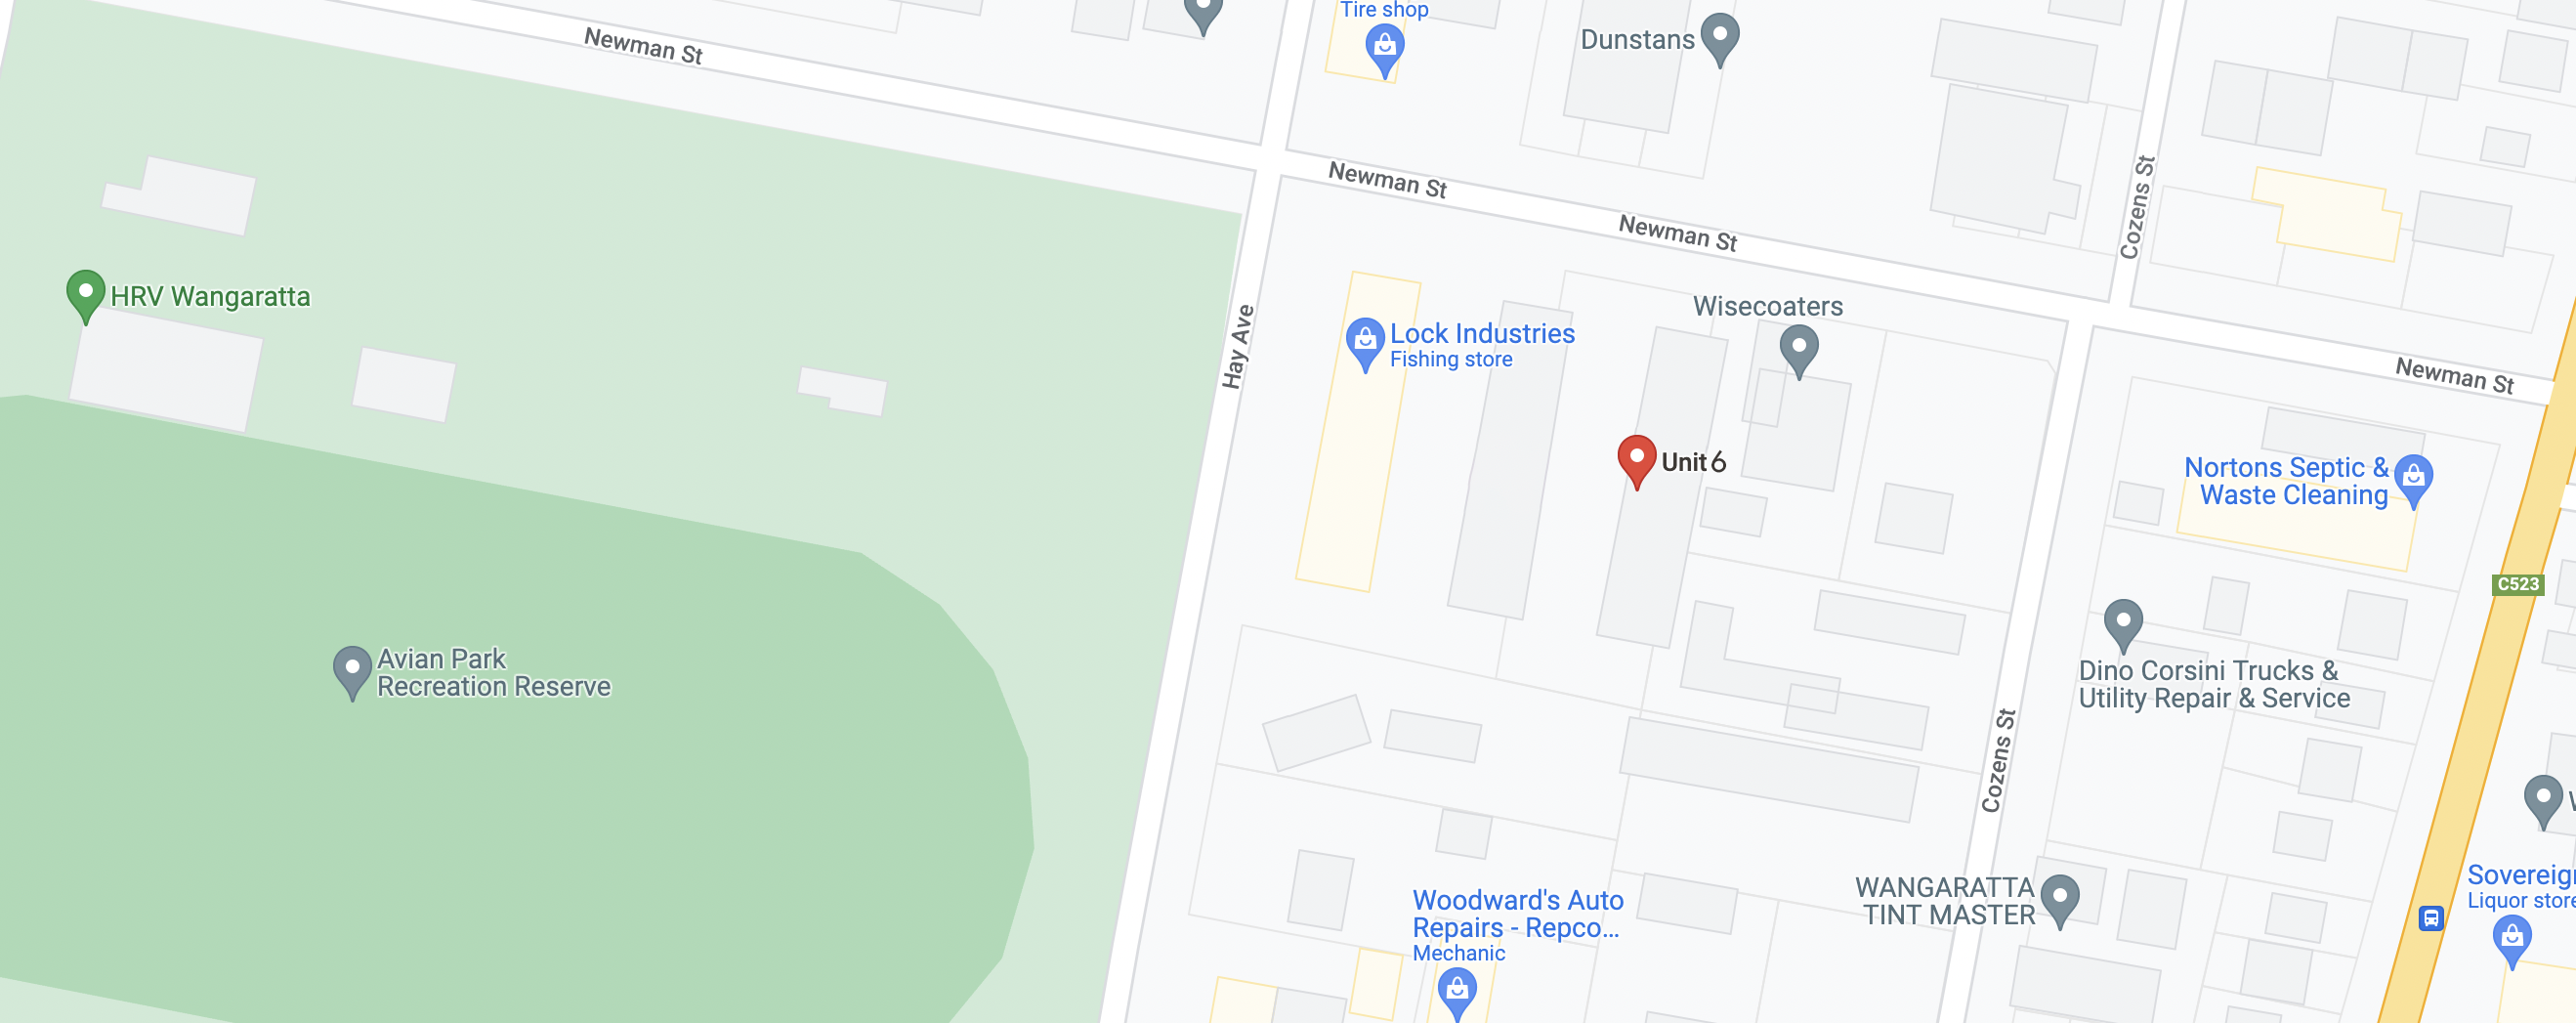 Newman St
Tire shop
Dunstans
Newman St
Newman St
Cozens St
HRV Wangaratta
Hay Ave
Lock Industries
Fishing store
Wisecoaters
Newman St
Unit 6
Nortons Septic &
Waste Cleaning
C523
Avian Park
Recreation Reserve
Dino Corsini Trucks &
Utility Repair & Service
Cozens St
Woodward's Auto
Repairs - Repco...
Mechanic
WANGARATTA
TINT MASTER
Sovereig
Liquor store